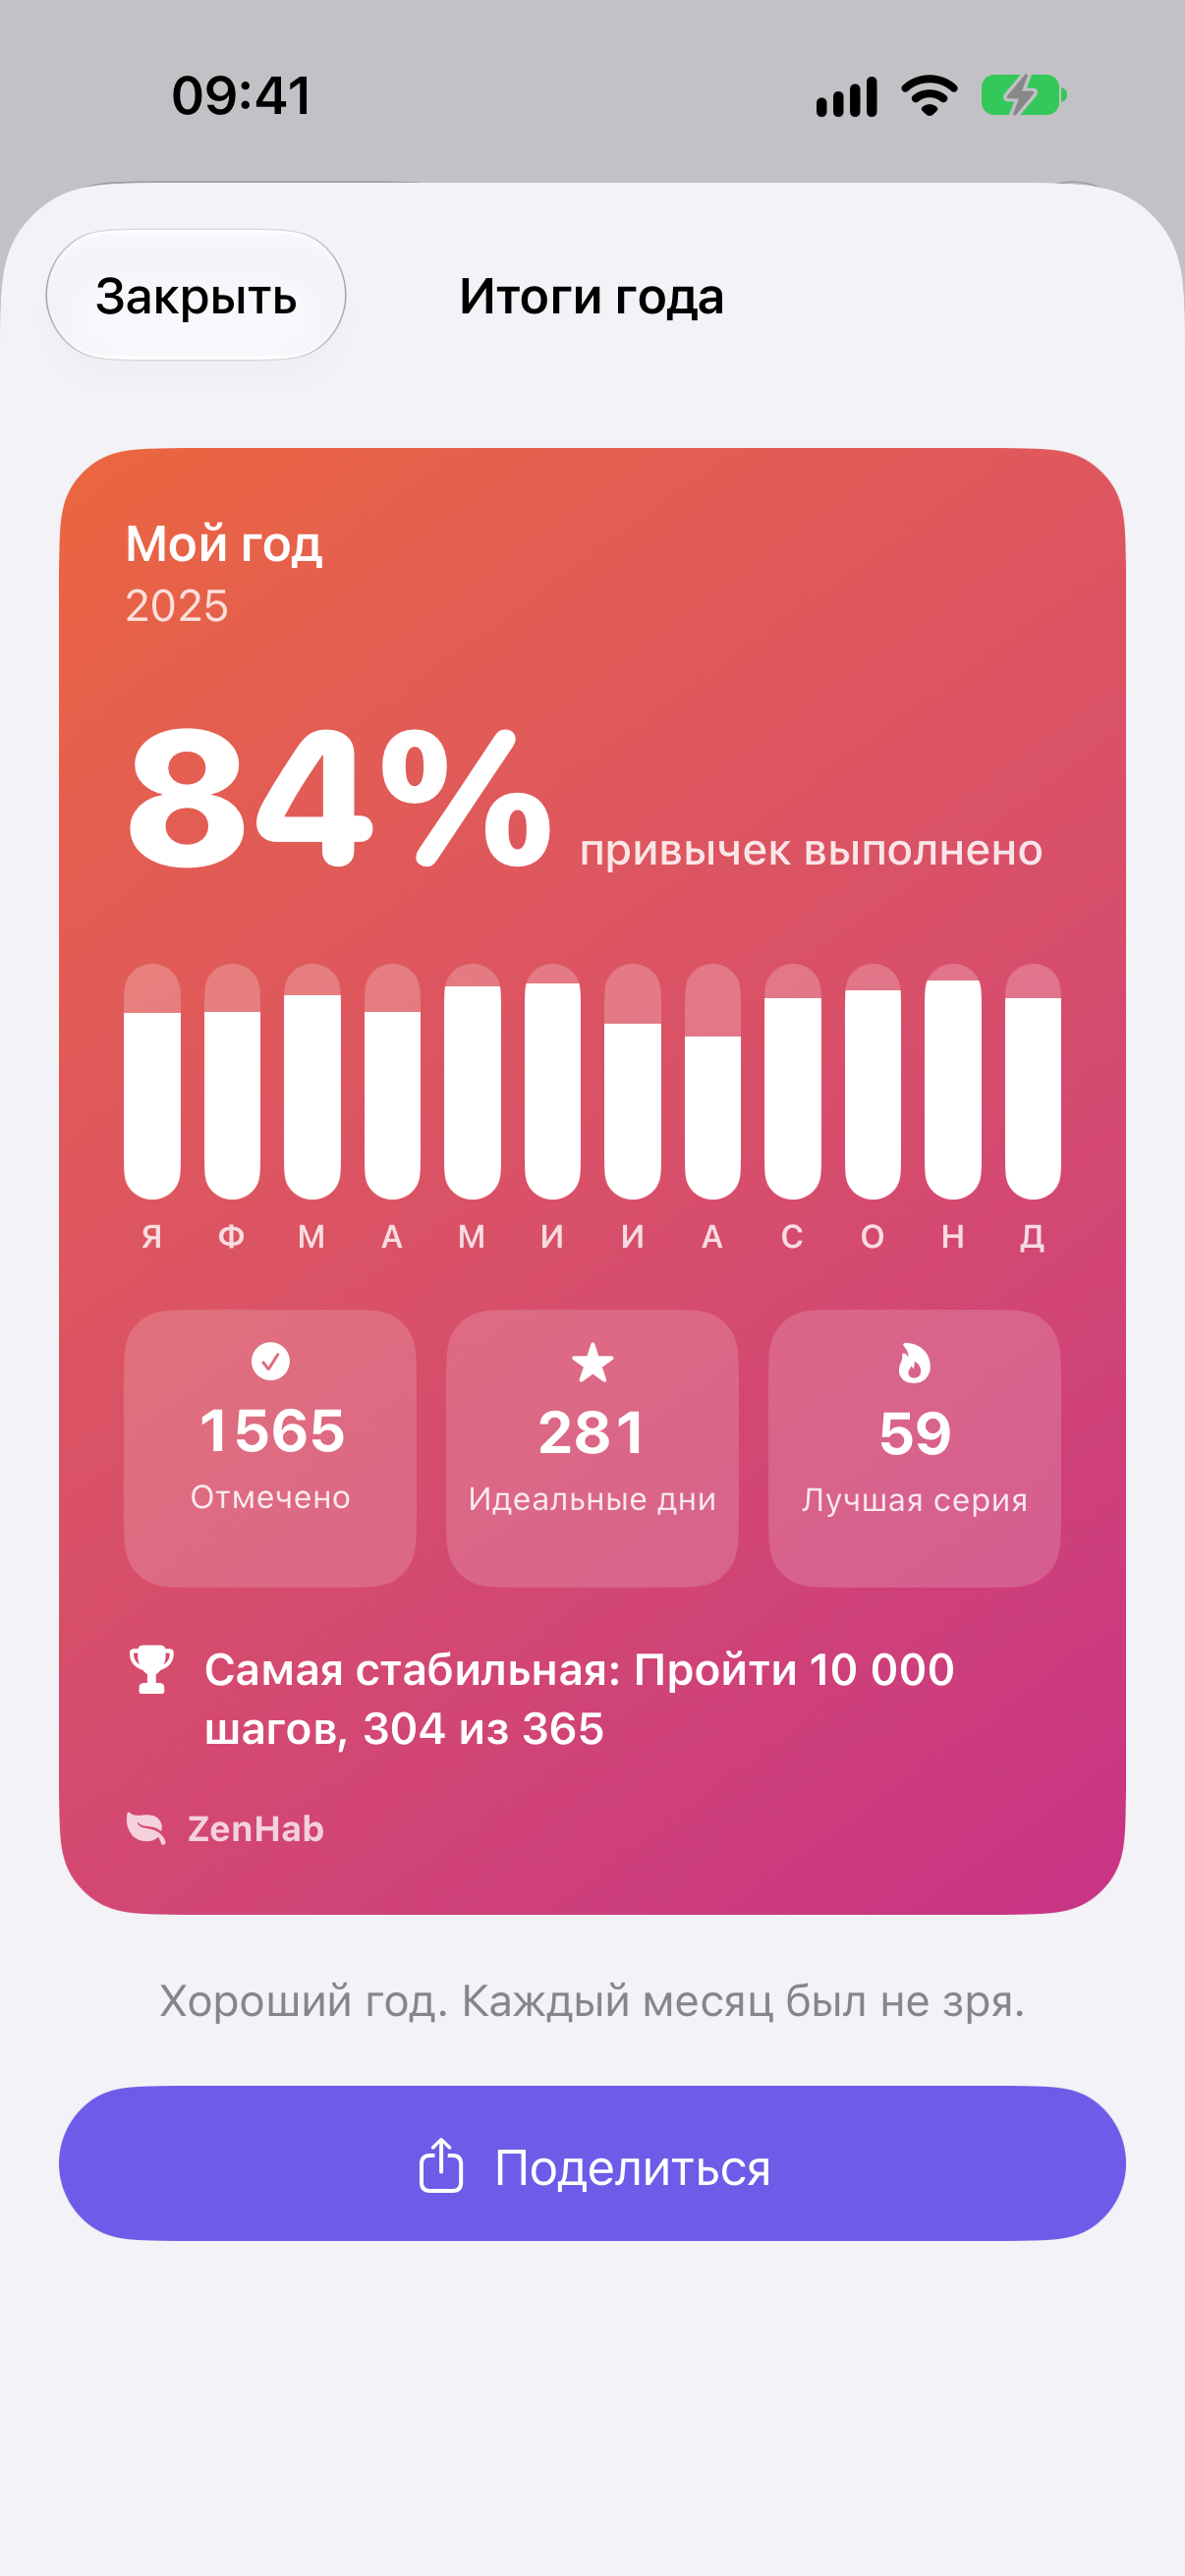 09:41
Закрыть
Итоги года
Мой год
2025
84% привычек выполнено
Я Ф М А М И И А С О Н Д
1565
Отмечено
281
Идеальные дни
59
Лучшая серия
Самая стабильная: Пройти 10 000
шагов, 304 из 365
ZenHab
Хороший год. Каждый месяц был не зря.
Поделиться